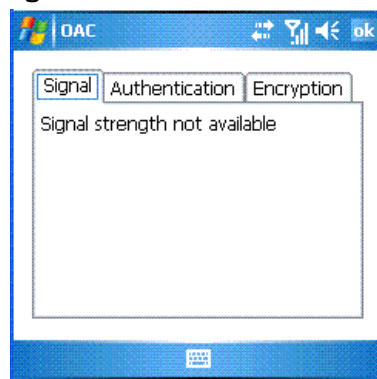 OAC ok
Signal Authentication Encryption
Signal strength not available